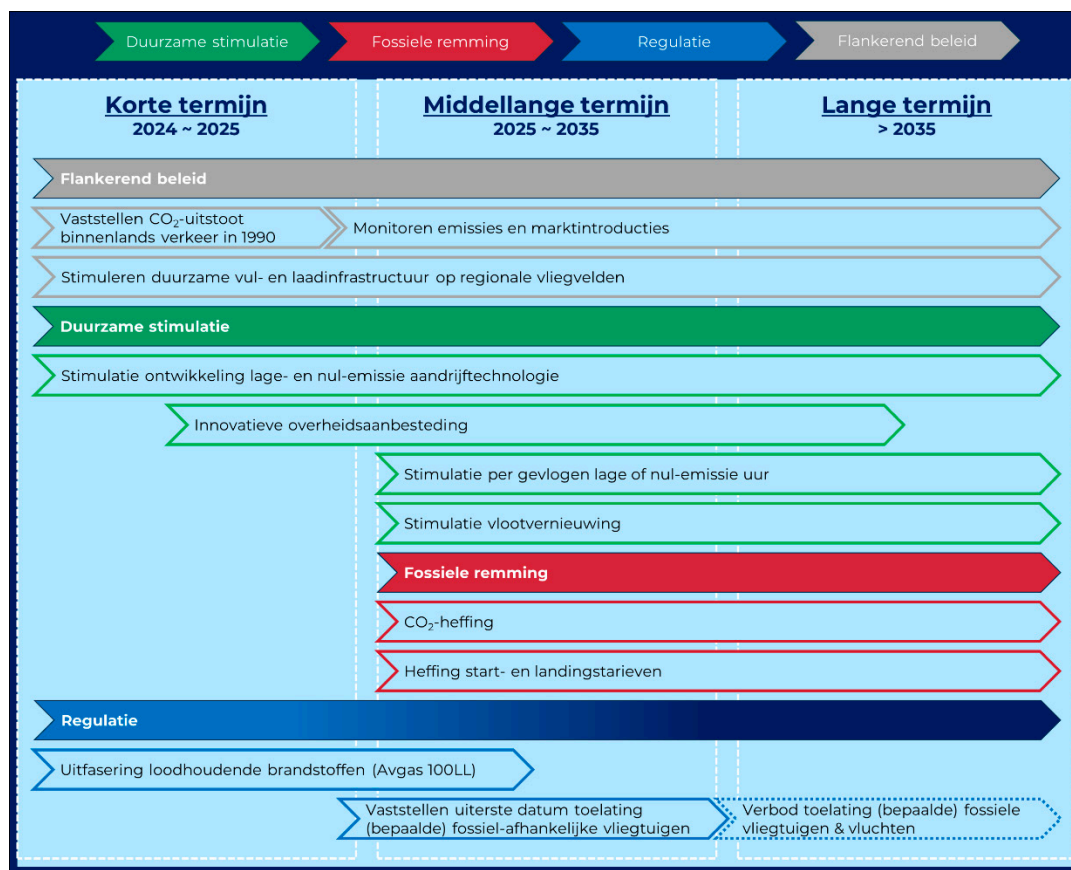 Duurzame stimulatie
Fossiele remming
Regulatie
Flankerend beleid
Korte termijn
2024 ~ 2025
Middellange termijn
2025 ~ 2035
Lange termijn
> 2035
Flankerend beleid
Vaststellen CO₂-uitstoot
binnenlands verkeer in 1990
Monitoren emissies en marktintroducties
Stimuleren duurzame vul- en laadinfrastructuur op regionale vliegvelden
Duurzame stimulatie
Stimulatie ontwikkeling lage- en nul-emissie aandrijftechnologie
Innovatieve overheidsaanbesteding
Stimulatie per gevlogen lage of nul-emissie uur
Stimulatie vlootvernieuwing
Fossiele remming
CO₂-heffing
Heffing start- en landingstarieven
Regulatie
Uitfasering loodhoudende brandstoffen (Avgas 100LL)
Vaststellen uiterste datum toelating
(bepaalde) fossiel-afhankelijke vliegtuigen
Verbod toelating (bepaalde) fossiele
vliegtuigen & vluchten